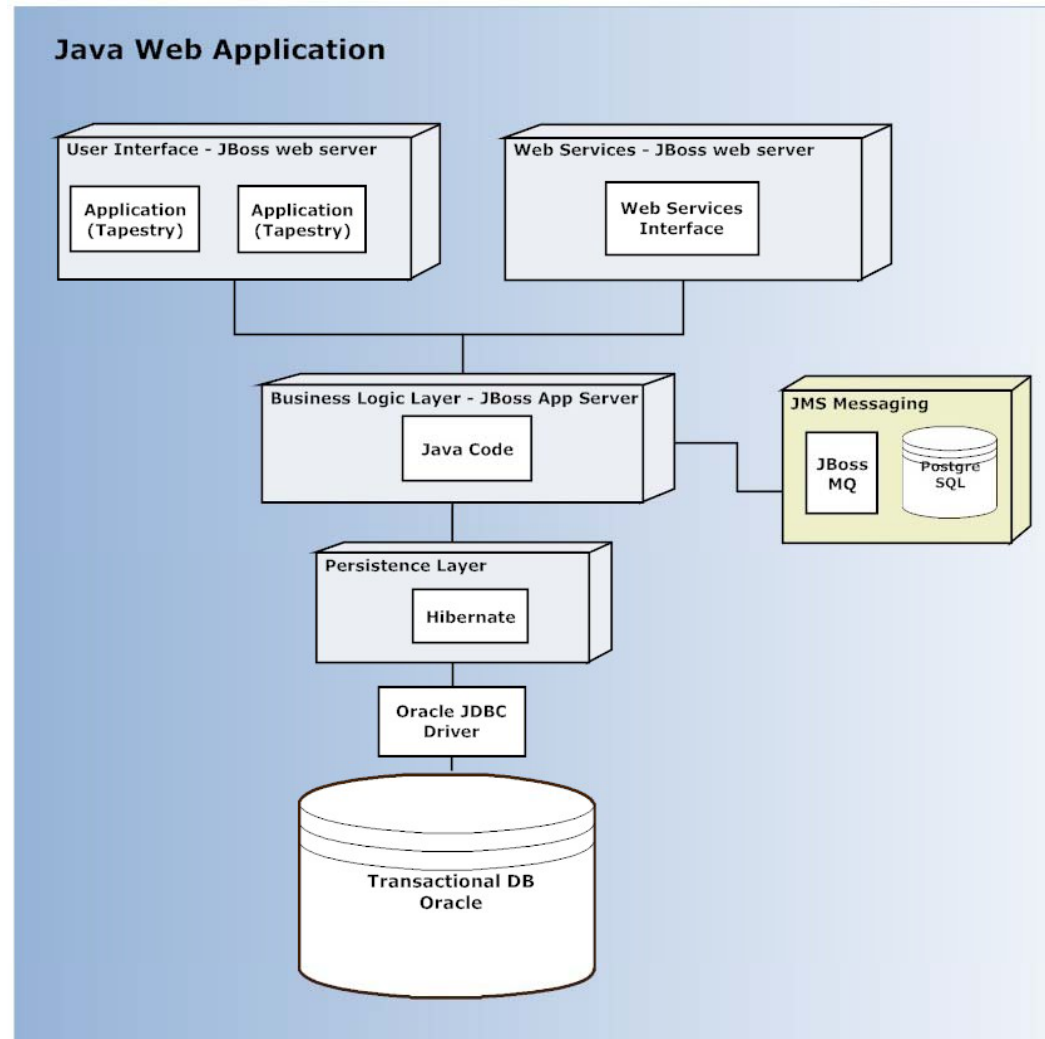 Java Web Application
User Interface - JBoss web server
Application
(Tapestry)
Application
(Tapestry)
Web Services - JBoss web server
Web Services
Interface
Business Logic Layer - JBoss App Server
Java Code
JMS Messaging
JBoss
MQ
Postgre
SQL
Persistence Layer
Hibernate
Oracle JDBC
Driver
Transactional DB
Oracle